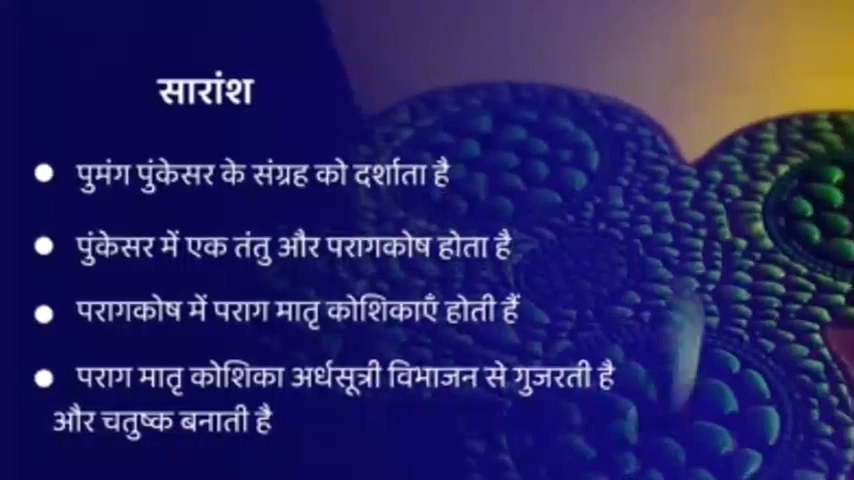 सारांश
पुमंग पुंकेसर के संग्रह को दर्शाता है
पुंकेसर में एक तंतु और परागकोष होता है
परागकोष में पराग मातृ कोशिकाएँ होती हैं
पराग मातृ कोशिका अर्धसूत्री विभाजन से गुजरती है
और चतुष्क बनाती है